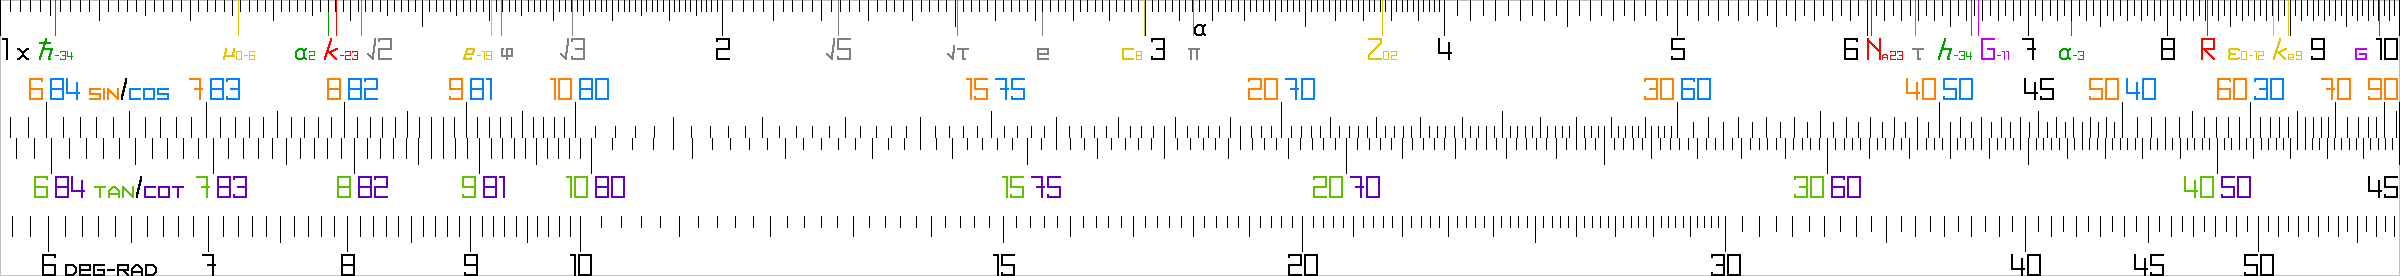 α
1 x ħ-34 μ0-6 α2 k-23 √2 e-19 φ √3 2 √5 √τ e c8 3 π Z02 4 5 6 NA23 τ h-34 G-11 7 α-3 8 R ε0-12 ke9 9 G 10
6 84 SIN/COS 7 83 8 82 9 81 10 80 15 75 20 70 30 60 40 50 45 50 40 60 30 70 90
6 84 TAN/COT 7 83 8 82 9 81 10 80 15 75 20 70 30 60 40 50 45
6 DEG-RAD 7 8 9 10 15 20 30 40 45 50